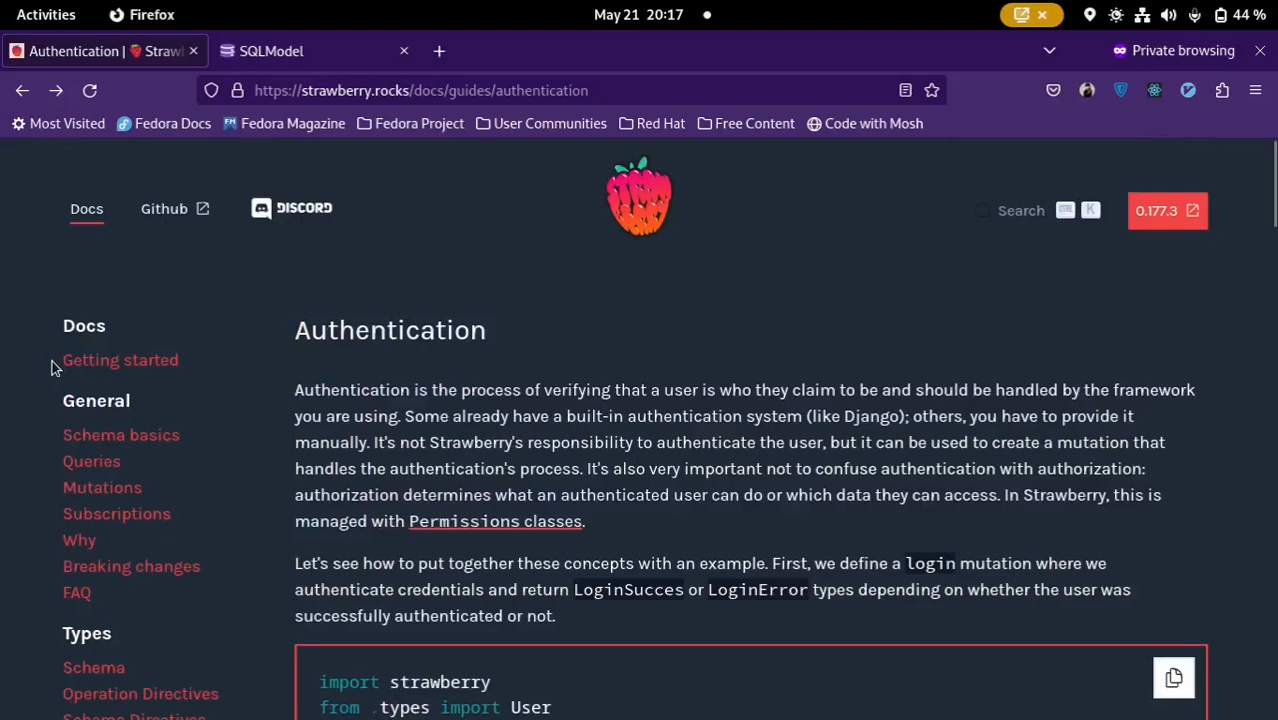 Activities
Firefox
May 21 20:17
44 %
Authentication | 🍓 Straw
SQLModel
Private browsing
https://strawberry.rocks/docs/guides/authentication
Most Visited
Fedora Docs
Fedora Magazine
Fedora Project
User Communities
Red Hat
Free Content
Code with Mosh
Docs
Github
DISCORD
Search
CTRL
K
0.177.3
Docs
Getting started
General
Schema basics
Queries
Mutations
Subscriptions
Why
Breaking changes
FAQ
Types
Schema
Operation Directives
Schema Directives
Authentication
Authentication is the process of verifying that a user is who they claim to be and should be handled by the framework
you are using. Some already have a built-in authentication system (like Django); others, you have to provide it
manually. It's not Strawberry's responsibility to authenticate the user, but it can be used to create a mutation that
handles the authentication's process. It's also very important not to confuse authentication with authorization:
authorization determines what an authenticated user can do or which data they can access. In Strawberry, this is
managed with Permissions classes.
Let's see how to put together these concepts with an example. First, we define a login mutation where we
authenticate credentials and return LoginSucces or LoginError types depending on whether the user was
successfully authenticated or not.
import strawberry
from .types import User